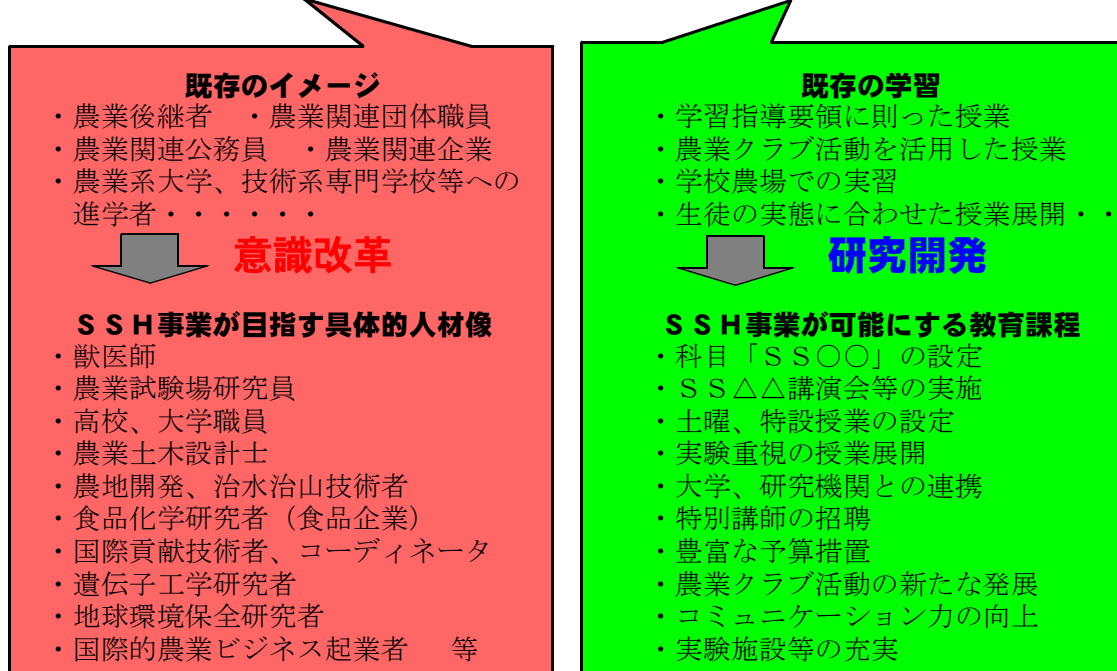 既存のイメージ
・農業後継者　・農業関連団体職員
・農業関連公務員　・農業関連企業
・農業系大学、技術系専門学校等への
進学者・・・・・・
意識改革
ＳＳＨ事業が目指す具体的人材像
・獣医師
・農業試験場研究員
・高校、大学職員
・農業土木設計士
・農地開発、治水治山技術者
・食品化学研究者（食品企業）
・国際貢献技術者、コーディネータ
・遺伝子工学研究者
・地球環境保全研究者
・国際的農業ビジネス起業者　等
既存の学習
・学習指導要領に則った授業
・農業クラブ活動を活用した授業
・学校農場での実習
・生徒の実態に合わせた授業展開・・
研究開発
ＳＳＨ事業が可能にする教育課程
・科目「ＳＳ○○」の設定
・ＳＳ△△講演会等の実施
・土曜、特設授業の設定
・実験重視の授業展開
・大学、研究機関との連携
・特別講師の招聘
・豊富な予算措置
・農業クラブ活動の新たな発展
・コミュニケーション力の向上
・実験施設等の充実